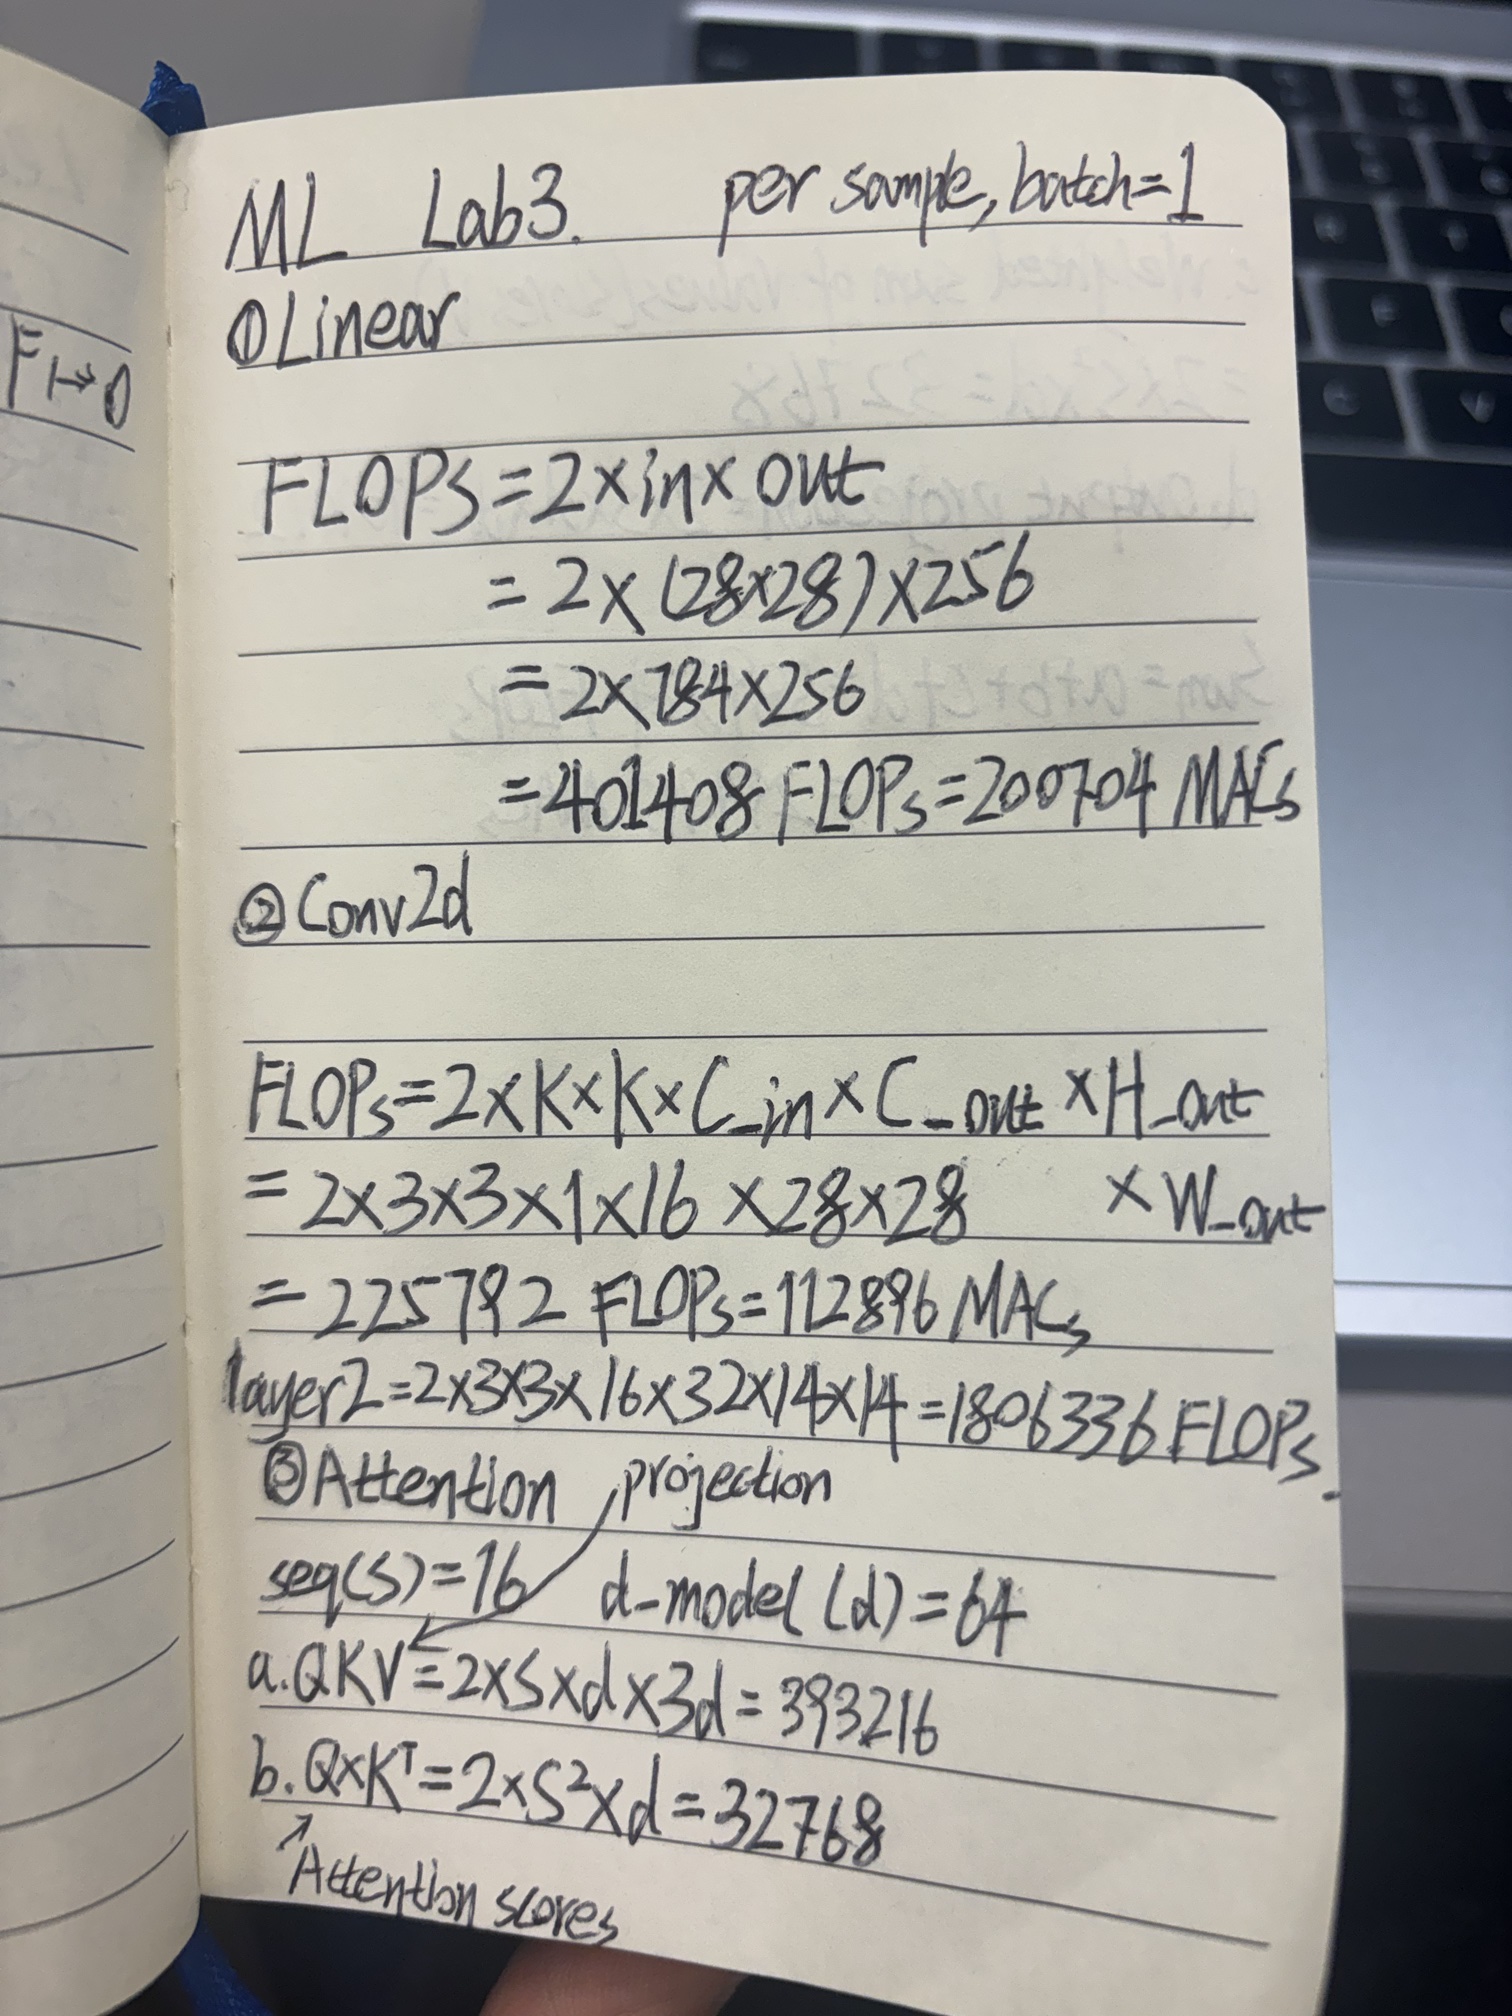 F↦0
ML Lab3. per sample, batch=1
①Linear
FLOPs=2×in×out
=2×(28×28)×256
=2×784×256
=401408 FLOPs=200704 MACs
②Conv2d
FLOPs=2×K×K×C_in×C_out×H_out
×W_out
=2×3×3×1×16×28×28
=225792 FLOPs=112896 MACs
layer2=2×3×3×16×32×14×14=1806336 FLOPs.
③Attention projection
seq(S)=16 d_model(d)=64
a.QKV=2×S×d×3d=393216
b.Q×Kᵀ=2×S²×d=32768
↗
Attention scores